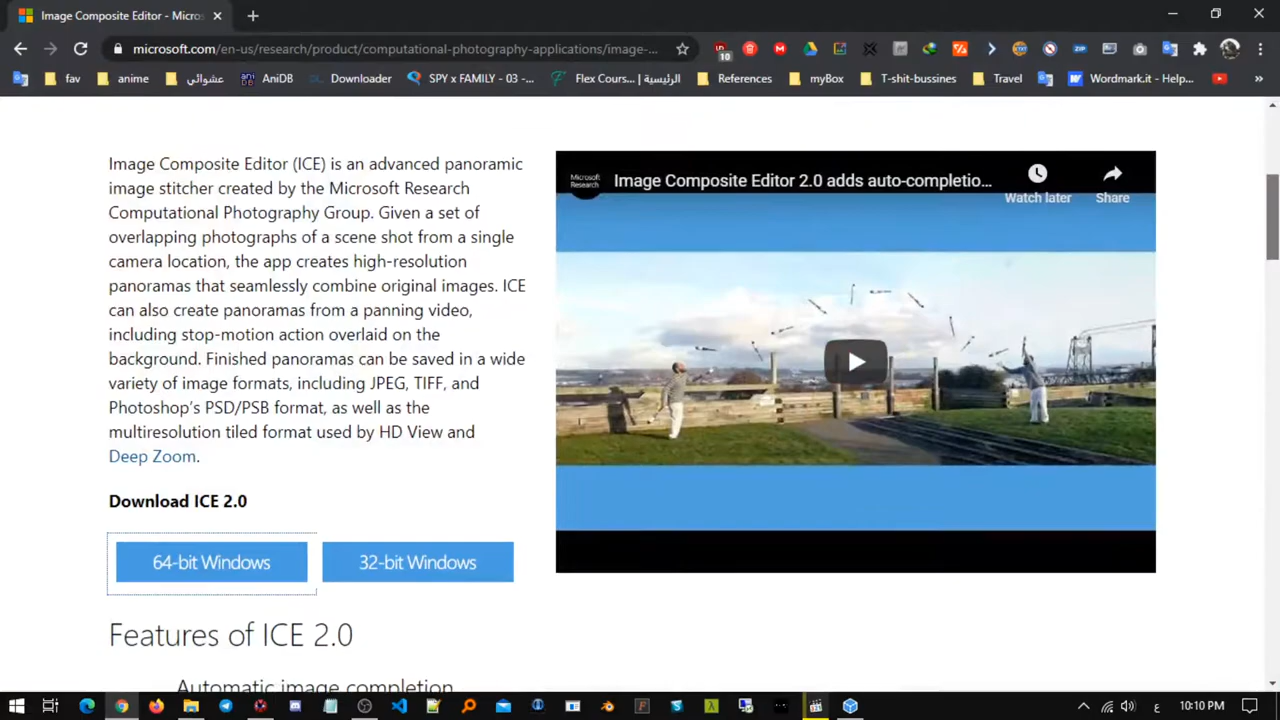 Image Composite Editor - Micros
microsoft.com/en-us/research/product/computational-photography-applications/image-...
10
fav
anime
عشوائي
AniDB
Downloader
SPY x FAMILY - 03 -...
Flex Cours... | الرئيسية
References
myBox
T-shit-bussines
Travel
Wordmark.it - Help...
»
Image Composite Editor (ICE) is an advanced panoramic
image stitcher created by the Microsoft Research
Computational Photography Group. Given a set of
overlapping photographs of a scene shot from a single
camera location, the app creates high-resolution
panoramas that seamlessly combine original images. ICE
can also create panoramas from a panning video,
including stop-motion action overlaid on the
background. Finished panoramas can be saved in a wide
variety of image formats, including JPEG, TIFF, and
Photoshop's PSD/PSB format, as well as the
multiresolution tiled format used by HD View and
Deep Zoom.
Microsoft
Research
Image Composite Editor 2.0 adds auto-completio...
Watch later
Share
Download ICE 2.0
64-bit Windows
32-bit Windows
Features of ICE 2.0
Automatic image completion
ع
10:10 PM